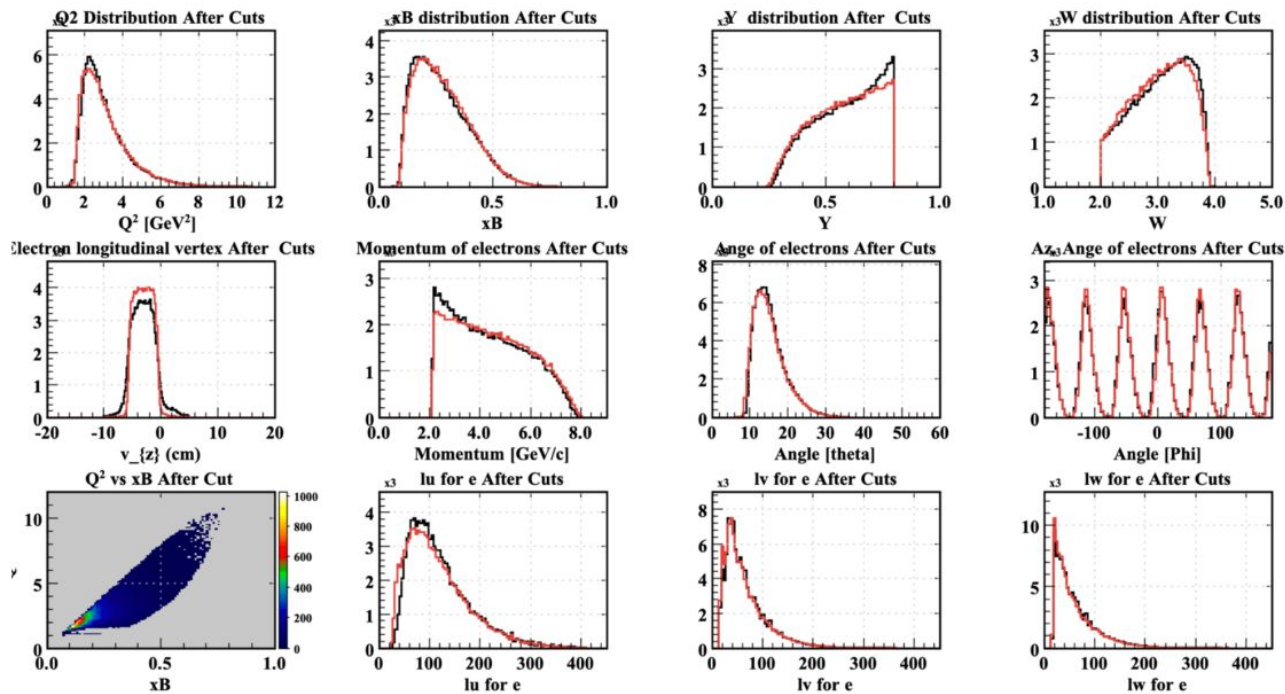 x3 Q2 Distribution After Cuts
6
4
2
0
0 2 4 6 8 10 12
Q² [GeV²]
x3 xB distribution After Cuts
4
3
2
1
0
0.0 0.5 1.0
xB
x3 Y distribution After Cuts
3
2
1
0
0.0 0.5 1.0
Y
x3 W distribution After Cuts
3
2
1
0
1.0 2.0 3.0 4.0 5.0
W
Electron longitudinal vertex After Cuts
4
3
2
1
0
-20 -10 0 10 20
v_{z} (cm)
Momentum of electrons After Cuts
3
2
1
0
0.0 2.0 4.0 6.0 8.0
Momentum [GeV/c]
Ange of electrons After Cuts
8
6
4
2
0
0 10 20 30 40 50 60
Angle [theta]
Az. Ange of electrons After Cuts
3
2
1
0
-100 0 100
Angle [Phi]
Q² vs xB After Cut
10
5
0
0.0 0.5 1.0
1000
800
600
400
200
0
xB
x3
lu for e After Cuts
4
3
2
1
0
0 100 200 300 400
lu for e
x3
lv for e After Cuts
8
6
4
2
0
0 100 200 300 400
lv for e
x3
lw for e After Cuts
10
5
0
0 100 200 300 400
lw for e